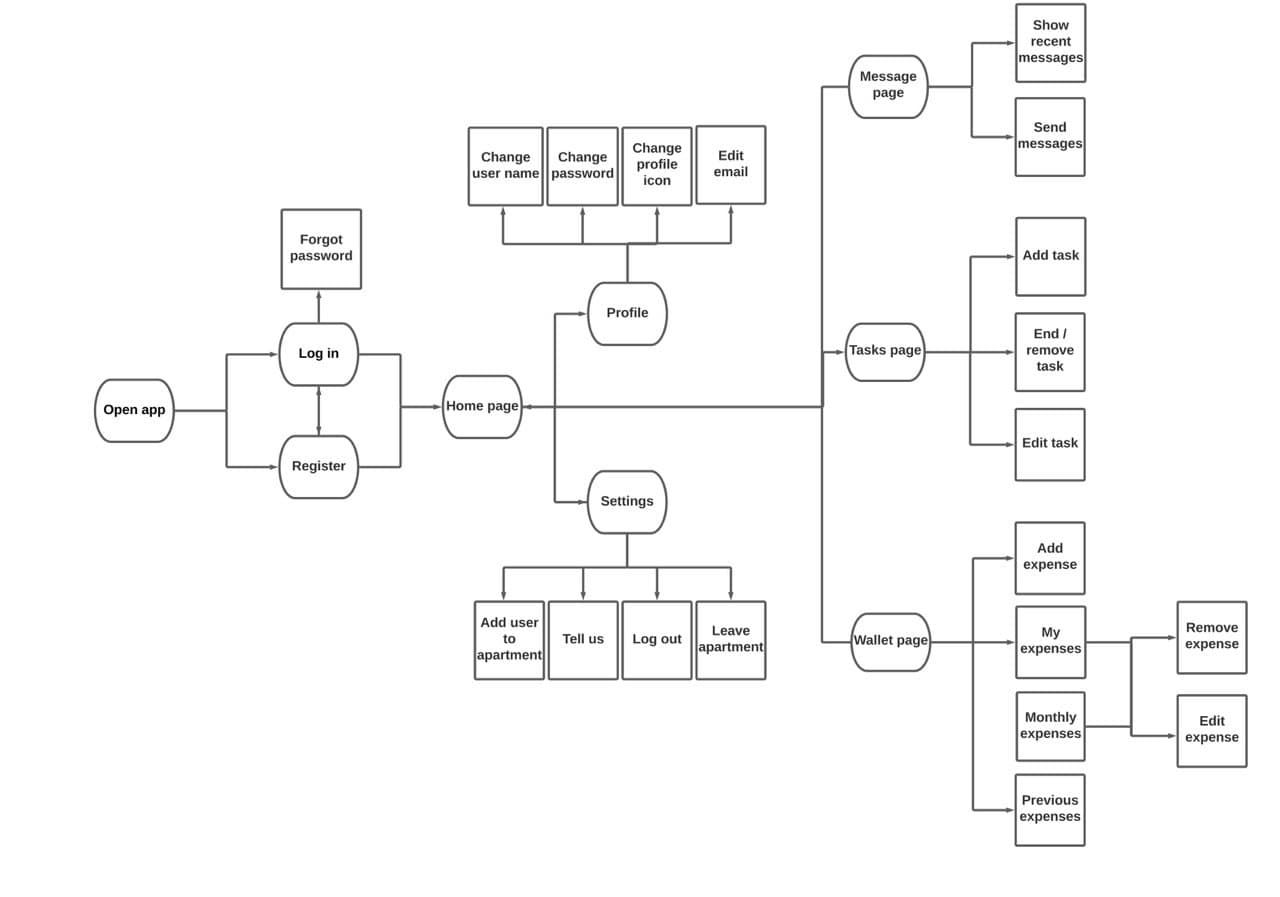 Open app
Forgot
password
Log in
Register
Home page
Change
user name
Change
password
Change
profile
icon
Edit
email
Profile
Settings
Add user
to
apartment
Tell us
Log out
Leave
apartment
Message
page
Show
recent
messages
Send
messages
Tasks page
Add task
End /
remove
task
Edit task
Wallet page
Add
expense
My
expenses
Monthly
expenses
Previous
expenses
Remove
expense
Edit
expense